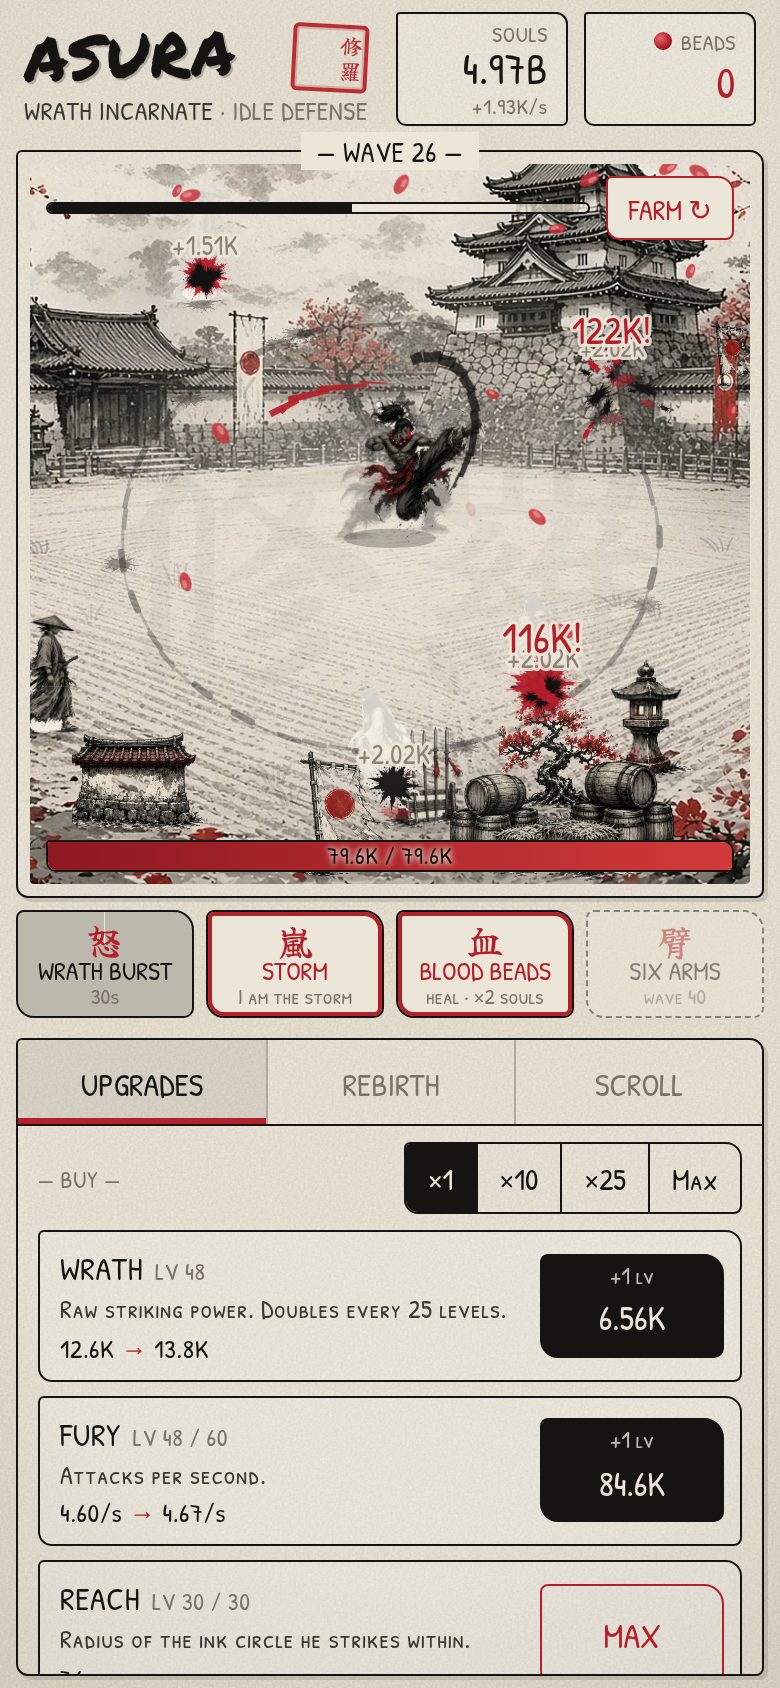 ASURA
修
羅
WRATH INCARNATE · IDLE DEFENSE
SOULS
4.97B
+1.93K/s
BEADS
0
— WAVE 26 —
FARM ↻
+1.51K
122K!
+2.02K
116K!
+2.02K
+2.02K
79.6K / 79.6K
怒
WRATH BURST
30s
嵐
STORM
I AM THE STORM
血
BLOOD BEADS
HEAL · ×2 SOULS
臂
SIX ARMS
WAVE 40
UPGRADES
REBIRTH
SCROLL
— BUY —
×1
×10
×25
MAX
WRATH LV 48
RAW STRIKING POWER. DOUBLES EVERY 25 LEVELS.
12.6K → 13.8K
+1 LV
6.56K
FURY LV 48 / 60
ATTACKS PER SECOND.
4.60/s → 4.67/s
+1 LV
84.6K
REACH LV 30 / 30
RADIUS OF THE INK CIRCLE HE STRIKES WITHIN.
MAX